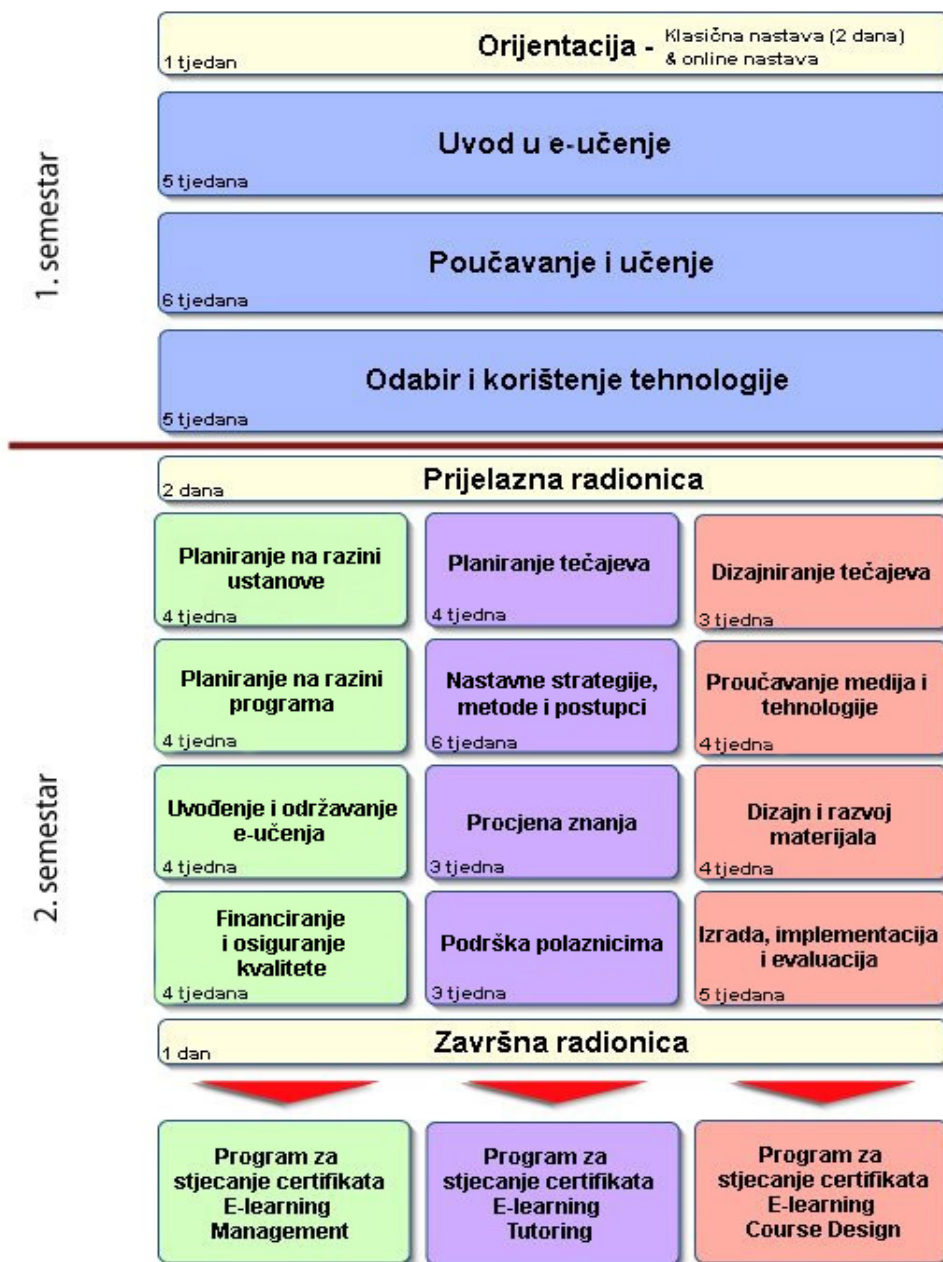 1. semestar
Orijentacija - Klasična nastava (2 dana)
& online nastava
1 tjedan
Uvod u e-učenje
5 tjedana
Poučavanje i učenje
6 tjedana
Odabir i korištenje tehnologije
5 tjedana
2. semestar
Prijelazna radionica
2 dana
Planiranje na razini
ustanove
4 tjedna
Planiranje tečajeva
4 tjedna
Dizajniranje tečajeva
3 tjedna
Planiranje na razini
programa
4 tjedna
Nastavne strategije,
metode i postupci
6 tjedana
Proučavanje medija i
tehnologije
4 tjedna
Uvođenje i održavanje
e-učenja
4 tjedna
Procjena znanja
3 tjedna
Dizajn i razvoj
materijala
4 tjedna
Financiranje
i osiguranje
kvalitete
4 tjedana
Podrška polaznicima
3 tjedna
Izrada, implementacija
i evaluacija
5 tjedana
Završna radionica
1 dan
Program za
stjecanje certifikata
E-learning
Management
Program za
stjecanje certifikata
E-learning
Tutoring
Program za
stjecanje certifikata
E-learning
Course Design